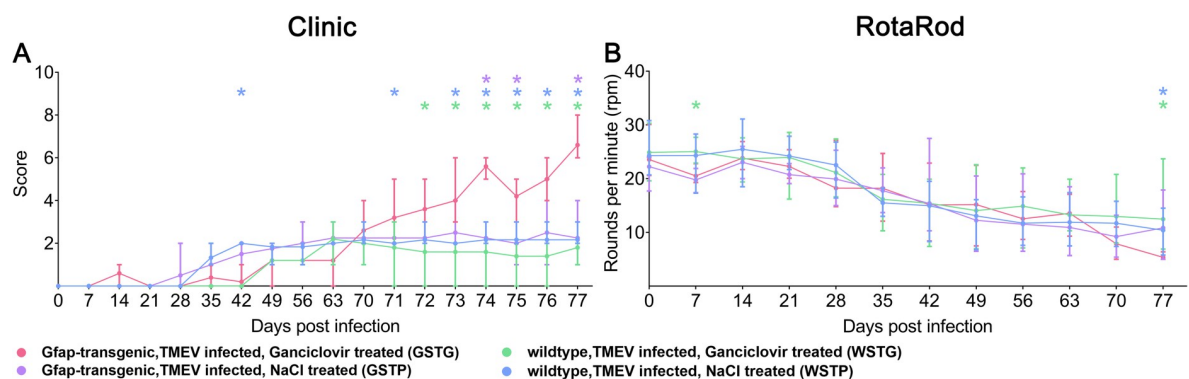 Clinic
RotaRod
A
B
Score
10
8
6
4
2
0 7 14 21 28 35 42 49 56 63 70 71 72 73 74 75 76 77
Days post infection
* * * * * * * * * * * * * * * *
Rounds per minute (rpm)
40
30
20
10
0 7 14 21 28 35 42 49 56 63 70 77
Days post infection
* * *
Gfap-transgenic,TMEV infected, Ganciclovir treated (GSTG)
Gfap-transgenic,TMEV infected, NaCl treated (GSTP)
wildtype,TMEV infected, Ganciclovir treated (WSTG)
wildtype,TMEV infected, NaCl treated (WSTP)